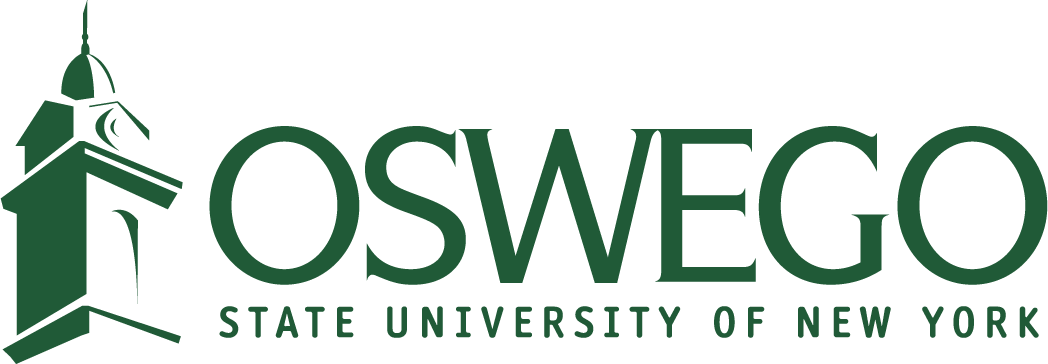 OSWEGO
STATE UNIVERSITY OF NEW YORK